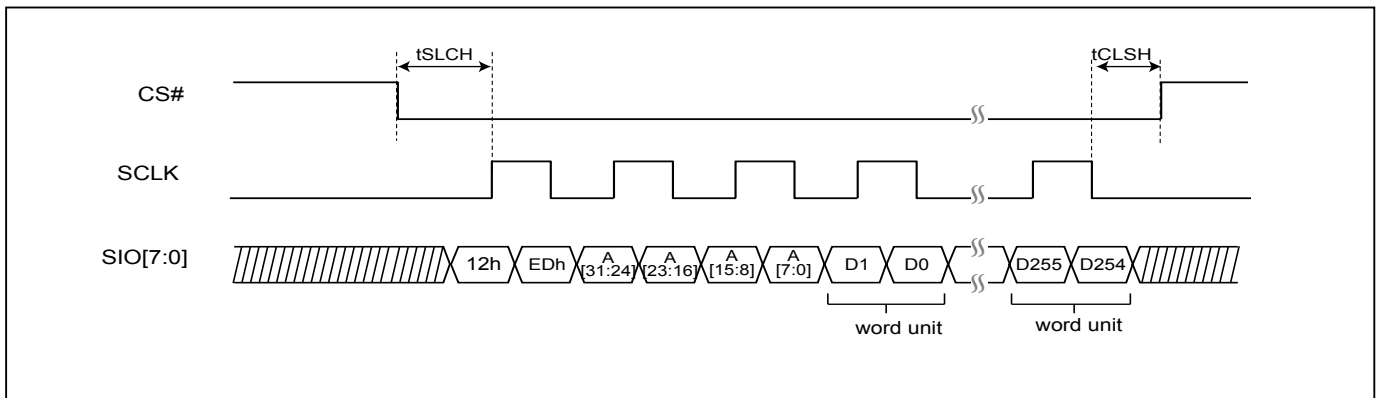 tSLCH
tCLSH
CS#
SCLK
SIO[7:0]
12h
EDh
A
[31:24]
A
[23:16]
A
[15:8]
A
[7:0]
D1
D0
D255
D254
word unit
word unit